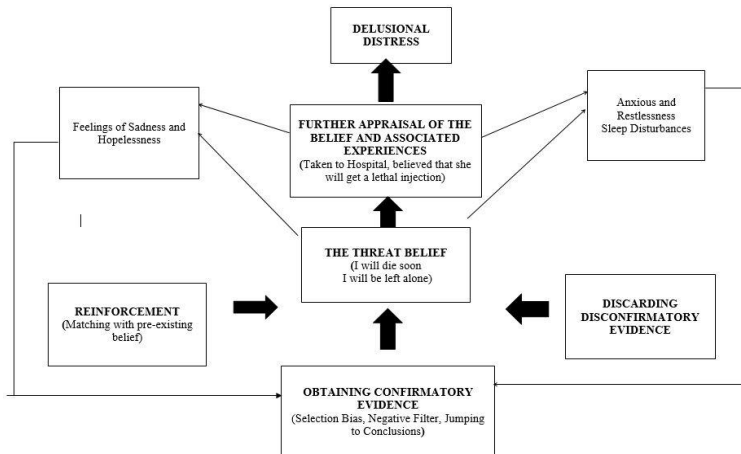 DELUSIONAL
DISTRESS
Feelings of Sadness and
Hopelessness
FURTHER APPRAISAL OF THE
BELIEF AND ASSOCIATED
EXPERIENCES
(Taken to Hospital, believed that she
will get a lethal injection)
Anxious and
Restlessness
Sleep Disturbances
THE THREAT BELIEF
(I will die soon
I will be left alone)
REINFORCEMENT
(Matching with pre-existing
belief)
DISCARDING
DISCONFIRMATORY
EVIDENCE
OBTAINING CONFIRMATORY
EVIDENCE
(Selection Bias, Negative Filter, Jumping
to Conclusions)